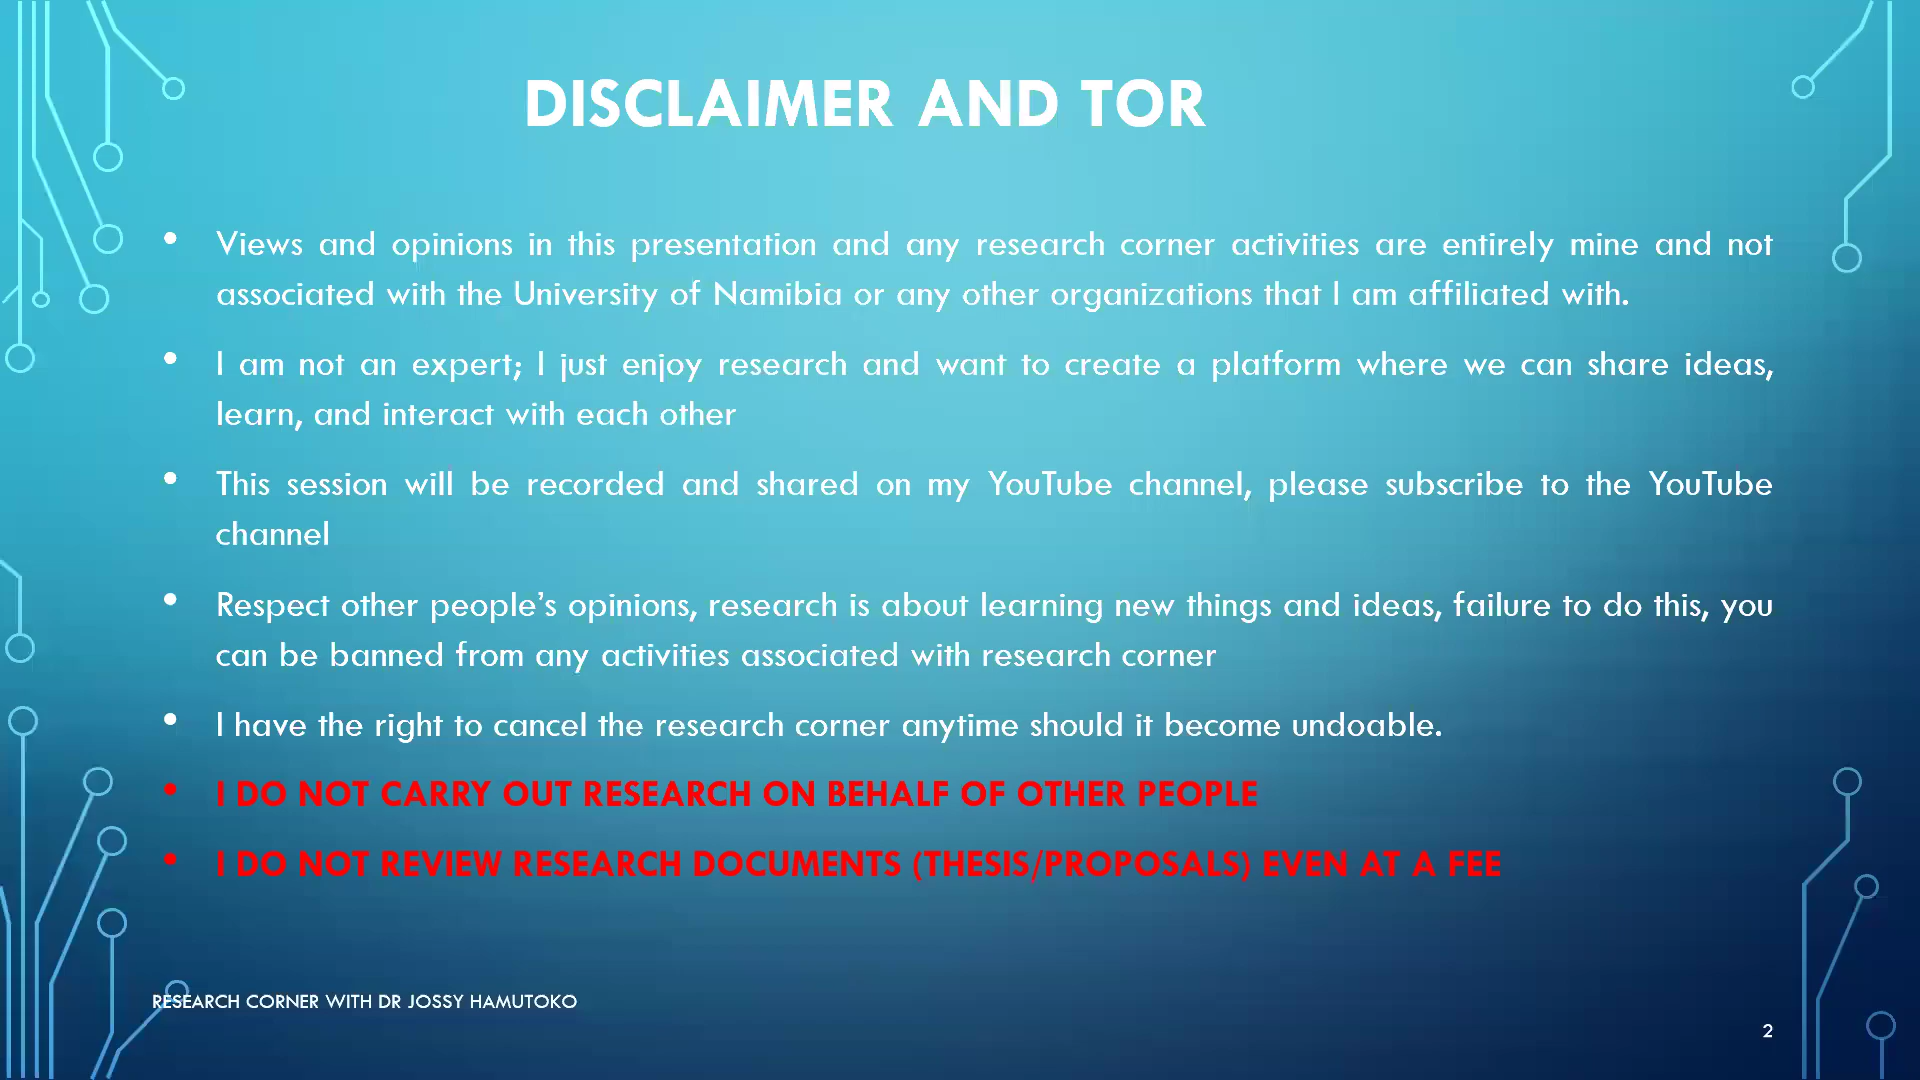 DISCLAIMER AND TOR
• Views and opinions in this presentation and any research corner activities are entirely mine and not
associated with the University of Namibia or any other organizations that I am affiliated with.
• I am not an expert; I just enjoy research and want to create a platform where we can share ideas,
learn, and interact with each other
• This session will be recorded and shared on my YouTube channel, please subscribe to the YouTube
channel
• Respect other people’s opinions, research is about learning new things and ideas, failure to do this, you
can be banned from any activities associated with research corner
• I have the right to cancel the research corner anytime should it become undoable.
• I DO NOT CARRY OUT RESEARCH ON BEHALF OF OTHER PEOPLE
• I DO NOT REVIEW RESEARCH DOCUMENTS (THESIS/PROPOSALS) EVEN AT A FEE
RESEARCH CORNER WITH DR JOSSY HAMUTOKO
2